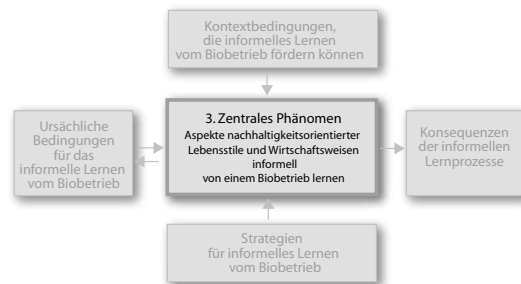 Kontextbedingungen,
die informelles Lernen
vom Biobetrieb fördern können
Ursächliche
Bedingungen
für das
informelle Lernen
vom Biobetrieb
3. Zentrales Phänomen
Aspekte nachhaltigkeitsorientierter
Lebensstile und Wirtschaftsweisen
informell
von einem Biobetrieb lernen
Konsequenzen
der informellen
Lernprozesse
Strategien
für informelles Lernen
vom Biobetrieb